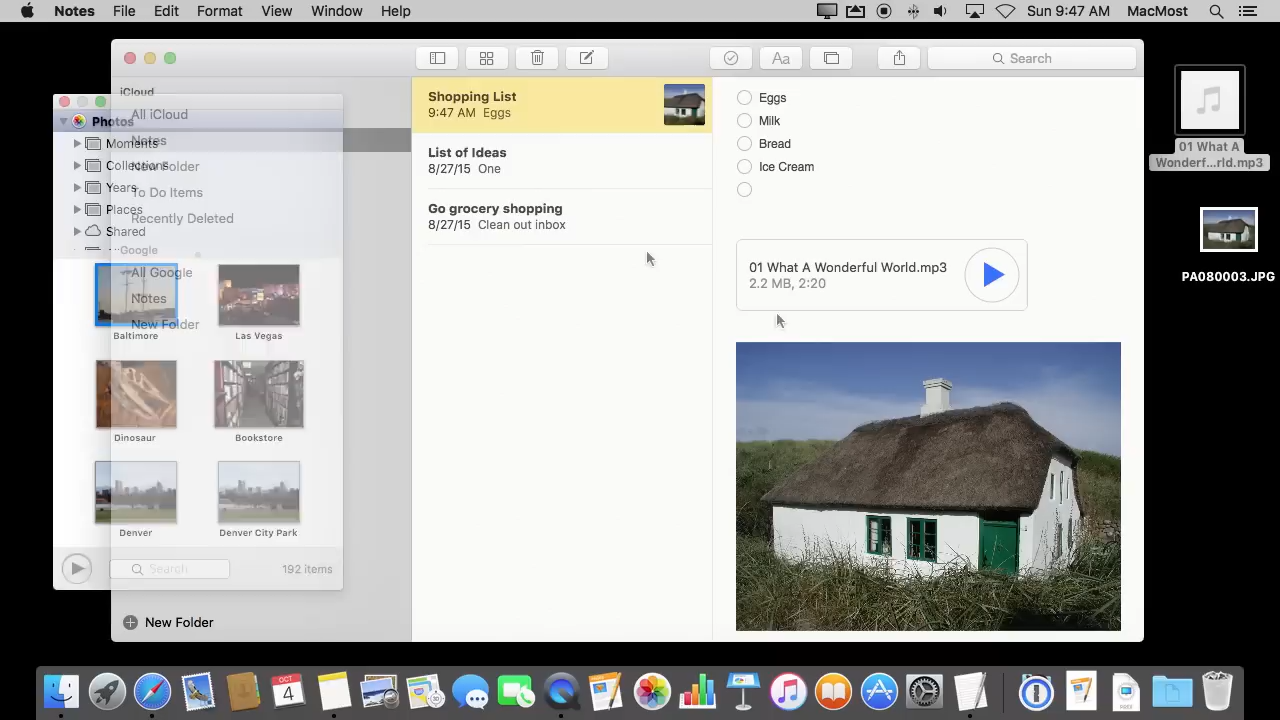 Notes File Edit Format View Window Help
Sun 9:47 AM MacMost
Search
iCloud
All iCloud
Notes
New Folder
To Do Items
Recently Deleted
Google
All Google
Notes
New Folder
New Folder
Photos
Moments
Collections
Years
Places
Shared
Baltimore
Las Vegas
Dinosaur
Bookstore
Denver
Denver City Park
Search
192 items
Shopping List
9:47 AM Eggs
List of Ideas
8/27/15 One
Go grocery shopping
8/27/15 Clean out inbox
Aa
Eggs
Milk
Bread
Ice Cream
01 What A Wonderful World.mp3
2.2 MB, 2:20
01 What A
Wonderf...rld.mp3
PA080003.JPG
OCT
4